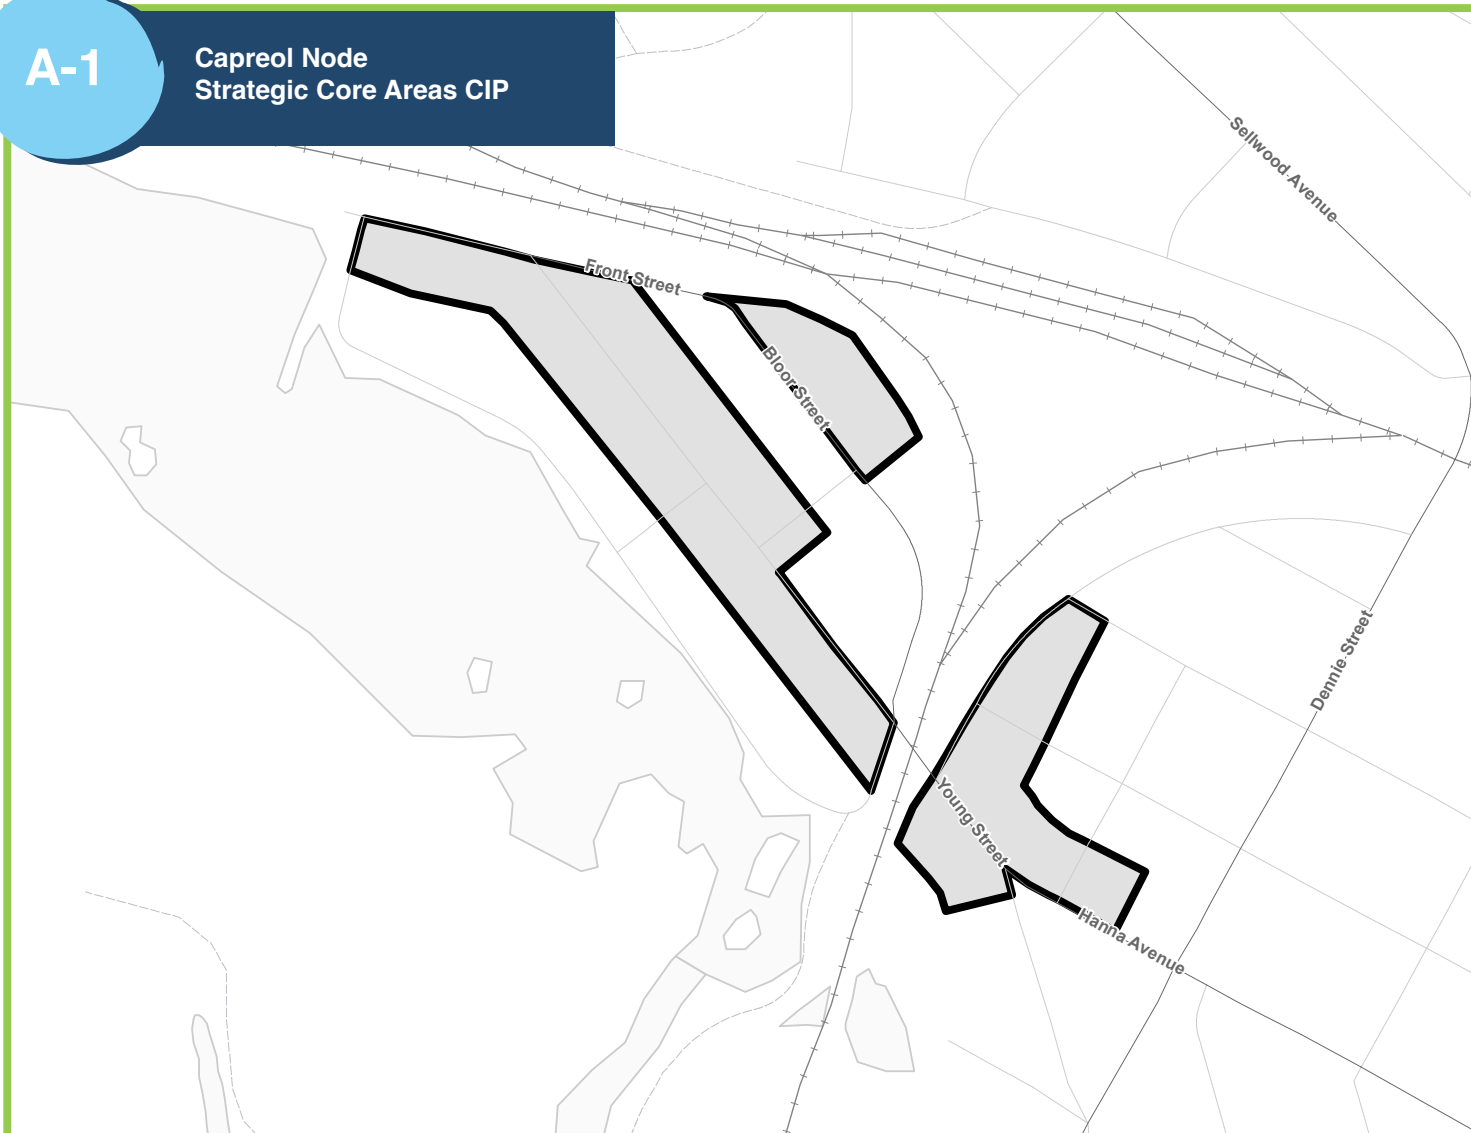 A-1
Capreol Node
Strategic Core Areas CIP
Sellwood Avenue
Front Street
Bloor Street
Dennie Street
Young Street
Hanna Avenue